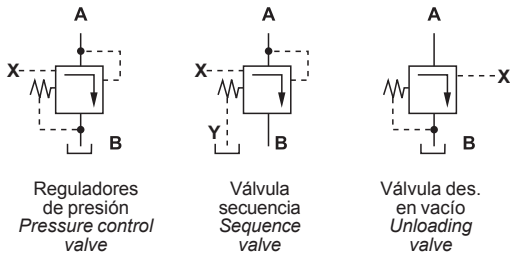 A
A
A
X
X
X
Y
B
B
B
Reguladores
de presión
Pressure control
valve
Válvula
secuencia
Sequence
valve
Válvula des.
en vacío
Unloading
valve